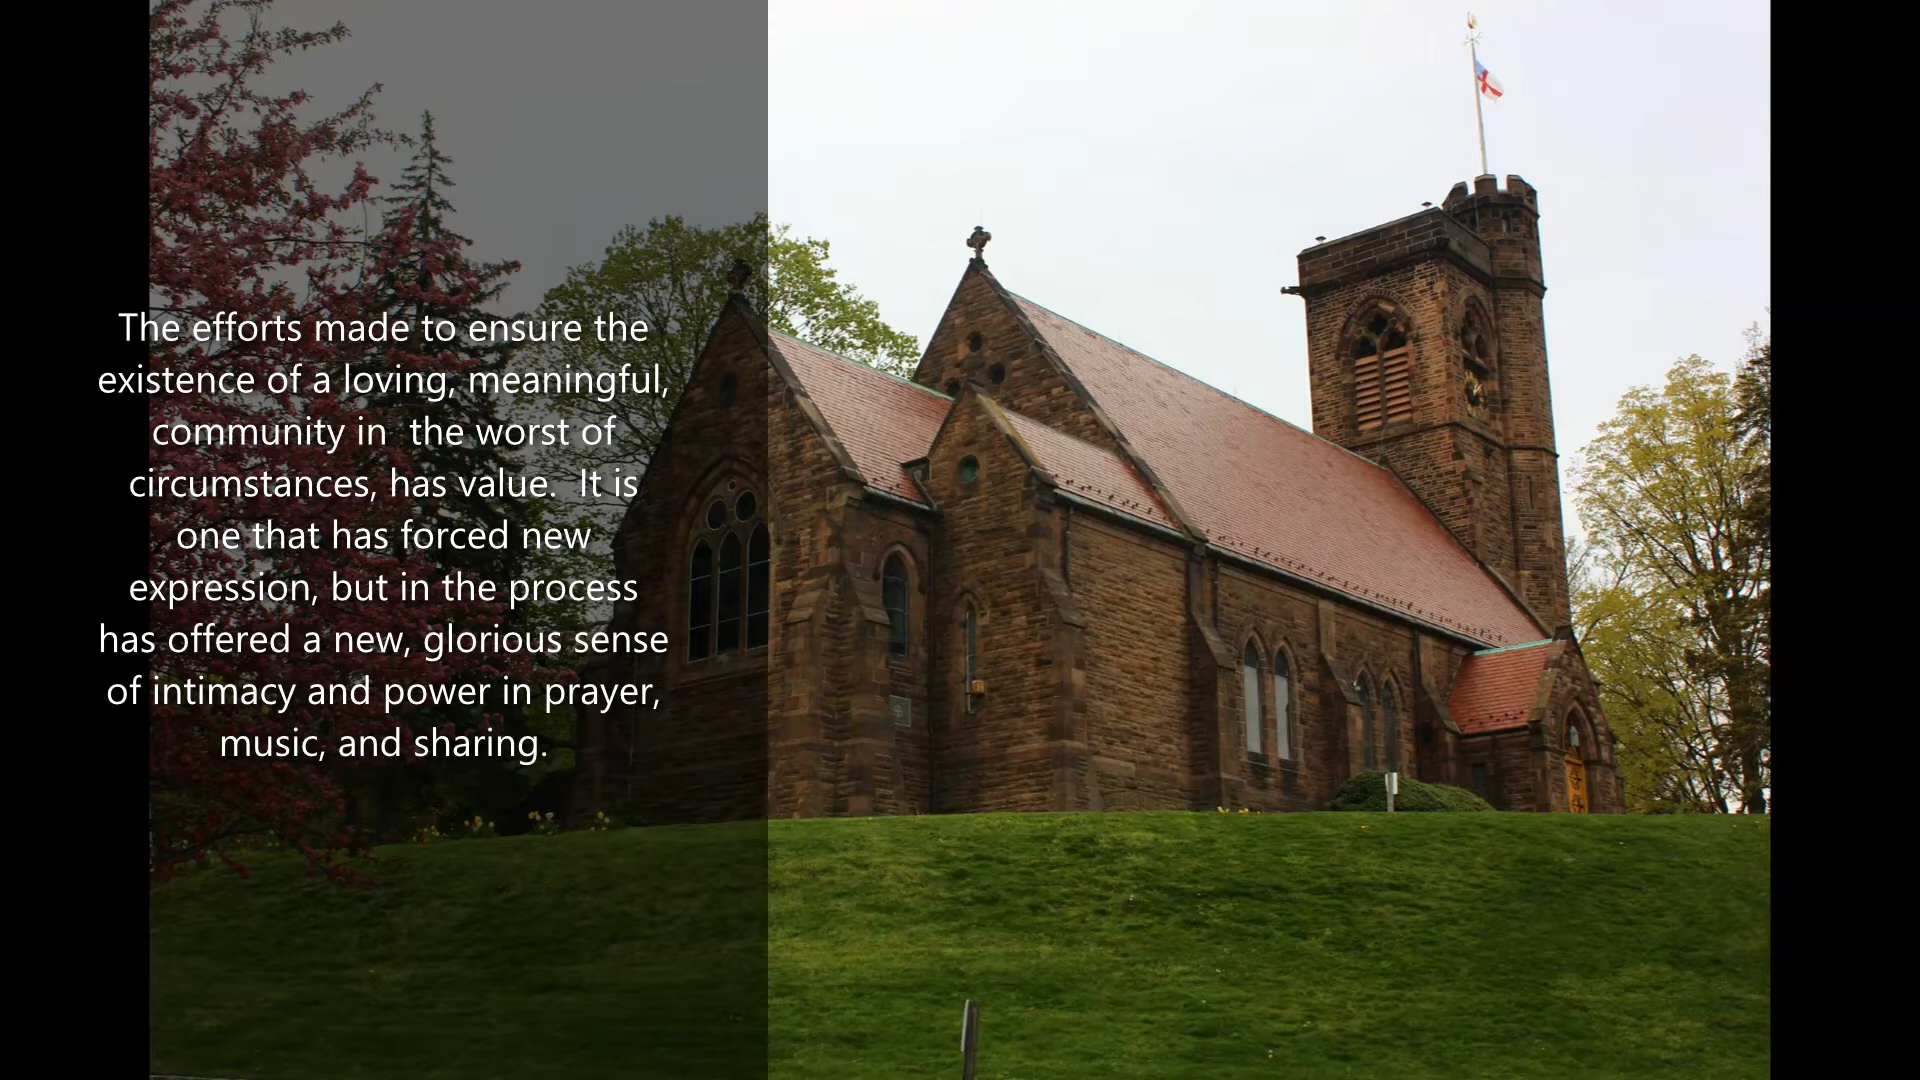 The efforts made to ensure the
existence of a loving, meaningful,
community in  the worst of
circumstances, has value.  It is
one that has forced new
expression, but in the process
has offered a new, glorious sense
of intimacy and power in prayer,
music, and sharing.